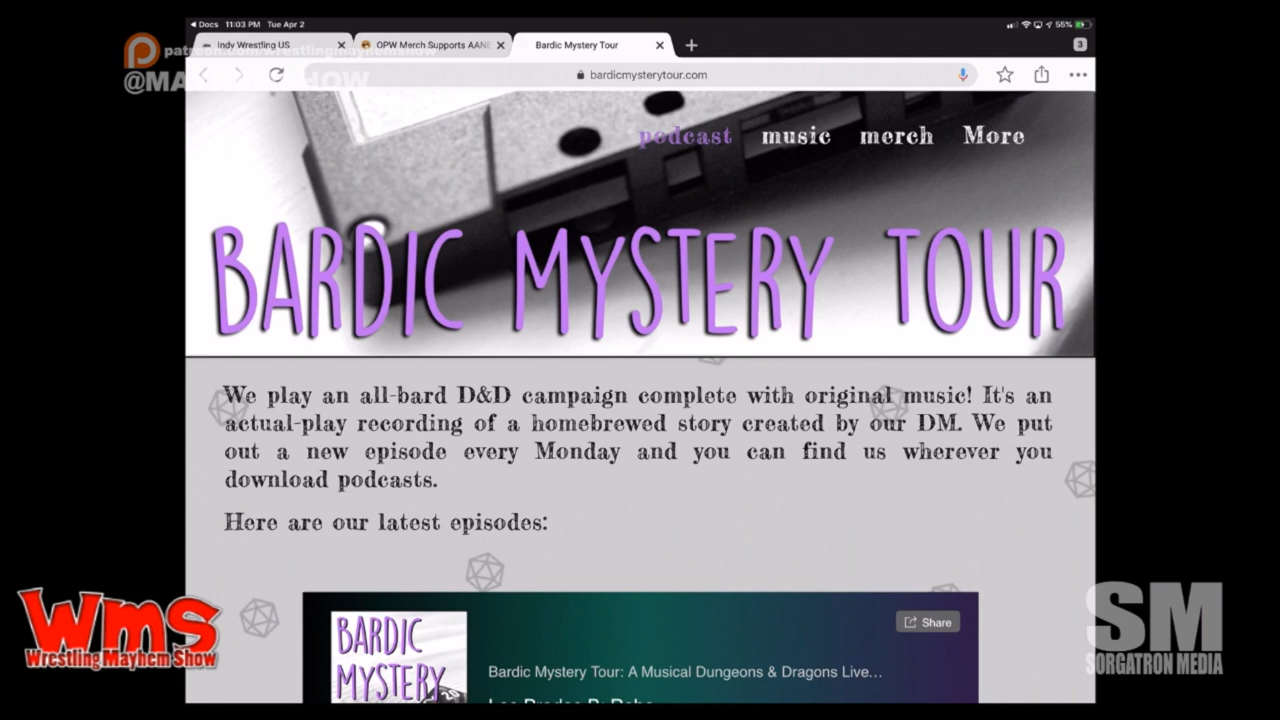 Docs 11:03 PM Tue Apr 2
55%
Indy Wrestling US
OPW Merch Supports AANE
Bardic Mystery Tour
3
bardicmysterytour.com
podcast music merch More
BARDIC MYSTERY TOUR
We play an all-bard D&D campaign complete with original music! It's an
actual-play recording of a homebrewed story created by our DM. We put
out a new episode every Monday and you can find us wherever you
download podcasts.
Here are our latest episodes:
Share
BARDIC
MYSTERY
20
Bardic Mystery Tour: A Musical Dungeons & Dragons Live...
wms
Wrestling Mayhem Show
SM
SORGATRON MEDIA